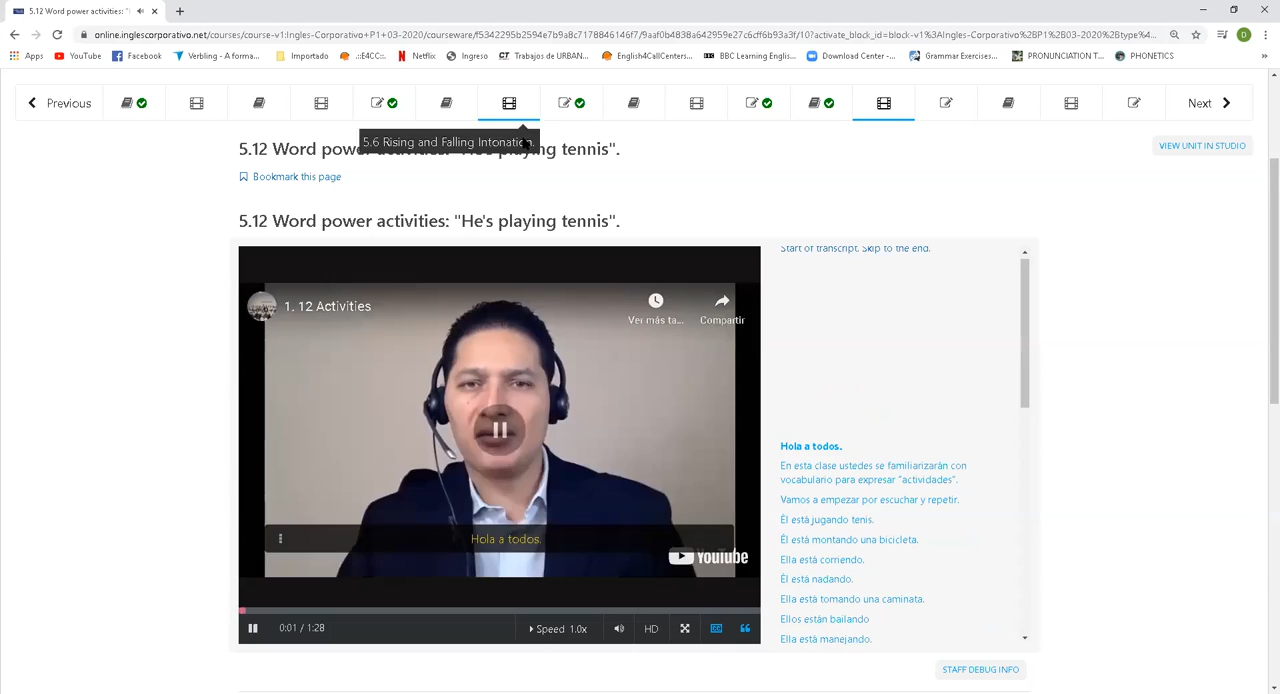 5.12 Word power activities: "
online.inglescorporativo.net/courses/course-v1:Ingles-Corporativo+P1+03-2020/courseware/f5342295b2594e7b9a8c7178846146f7/9aaf0b4838a642959e27c6ff6b93a3f/10?activate_block_id=block-v1%3AIngles-Corporativo%2BP1%2B03-2020%2Btype%4...
D
Apps YouTube Facebook Verbling - A forma... Importado .::E4CC::. Netflix Ingreso Trabajos de URBAN... English4CallCenters... BBC Learning Englis... Download Center -... Grammar Exercises... PRONUNCIATION T... PHONETICS
Previous Next
5.6 Rising and Falling Intonation.
5.12 Word power playing tennis".
VIEW UNIT IN STUDIO
Bookmark this page
5.12 Word power activities: "He's playing tennis".
Start of transcript. Skip to the end.
1. 12 Activities
Ver más ta... Compartir
Hola a todos.
En esta clase ustedes se familiarizarán con
vocabulario para expresar "actividades".
Vamos a empezar por escuchar y repetir.
Él está jugando tenis.
Él está montando una bicicleta.
Ella está corriendo.
Él está nadando.
Ella está tomando una caminata.
Ellos están bailando
Ella está manejando.
Hola a todos.
YouTube
0:01 / 1:28 Speed 1.0x HD
STAFF DEBUG INFO